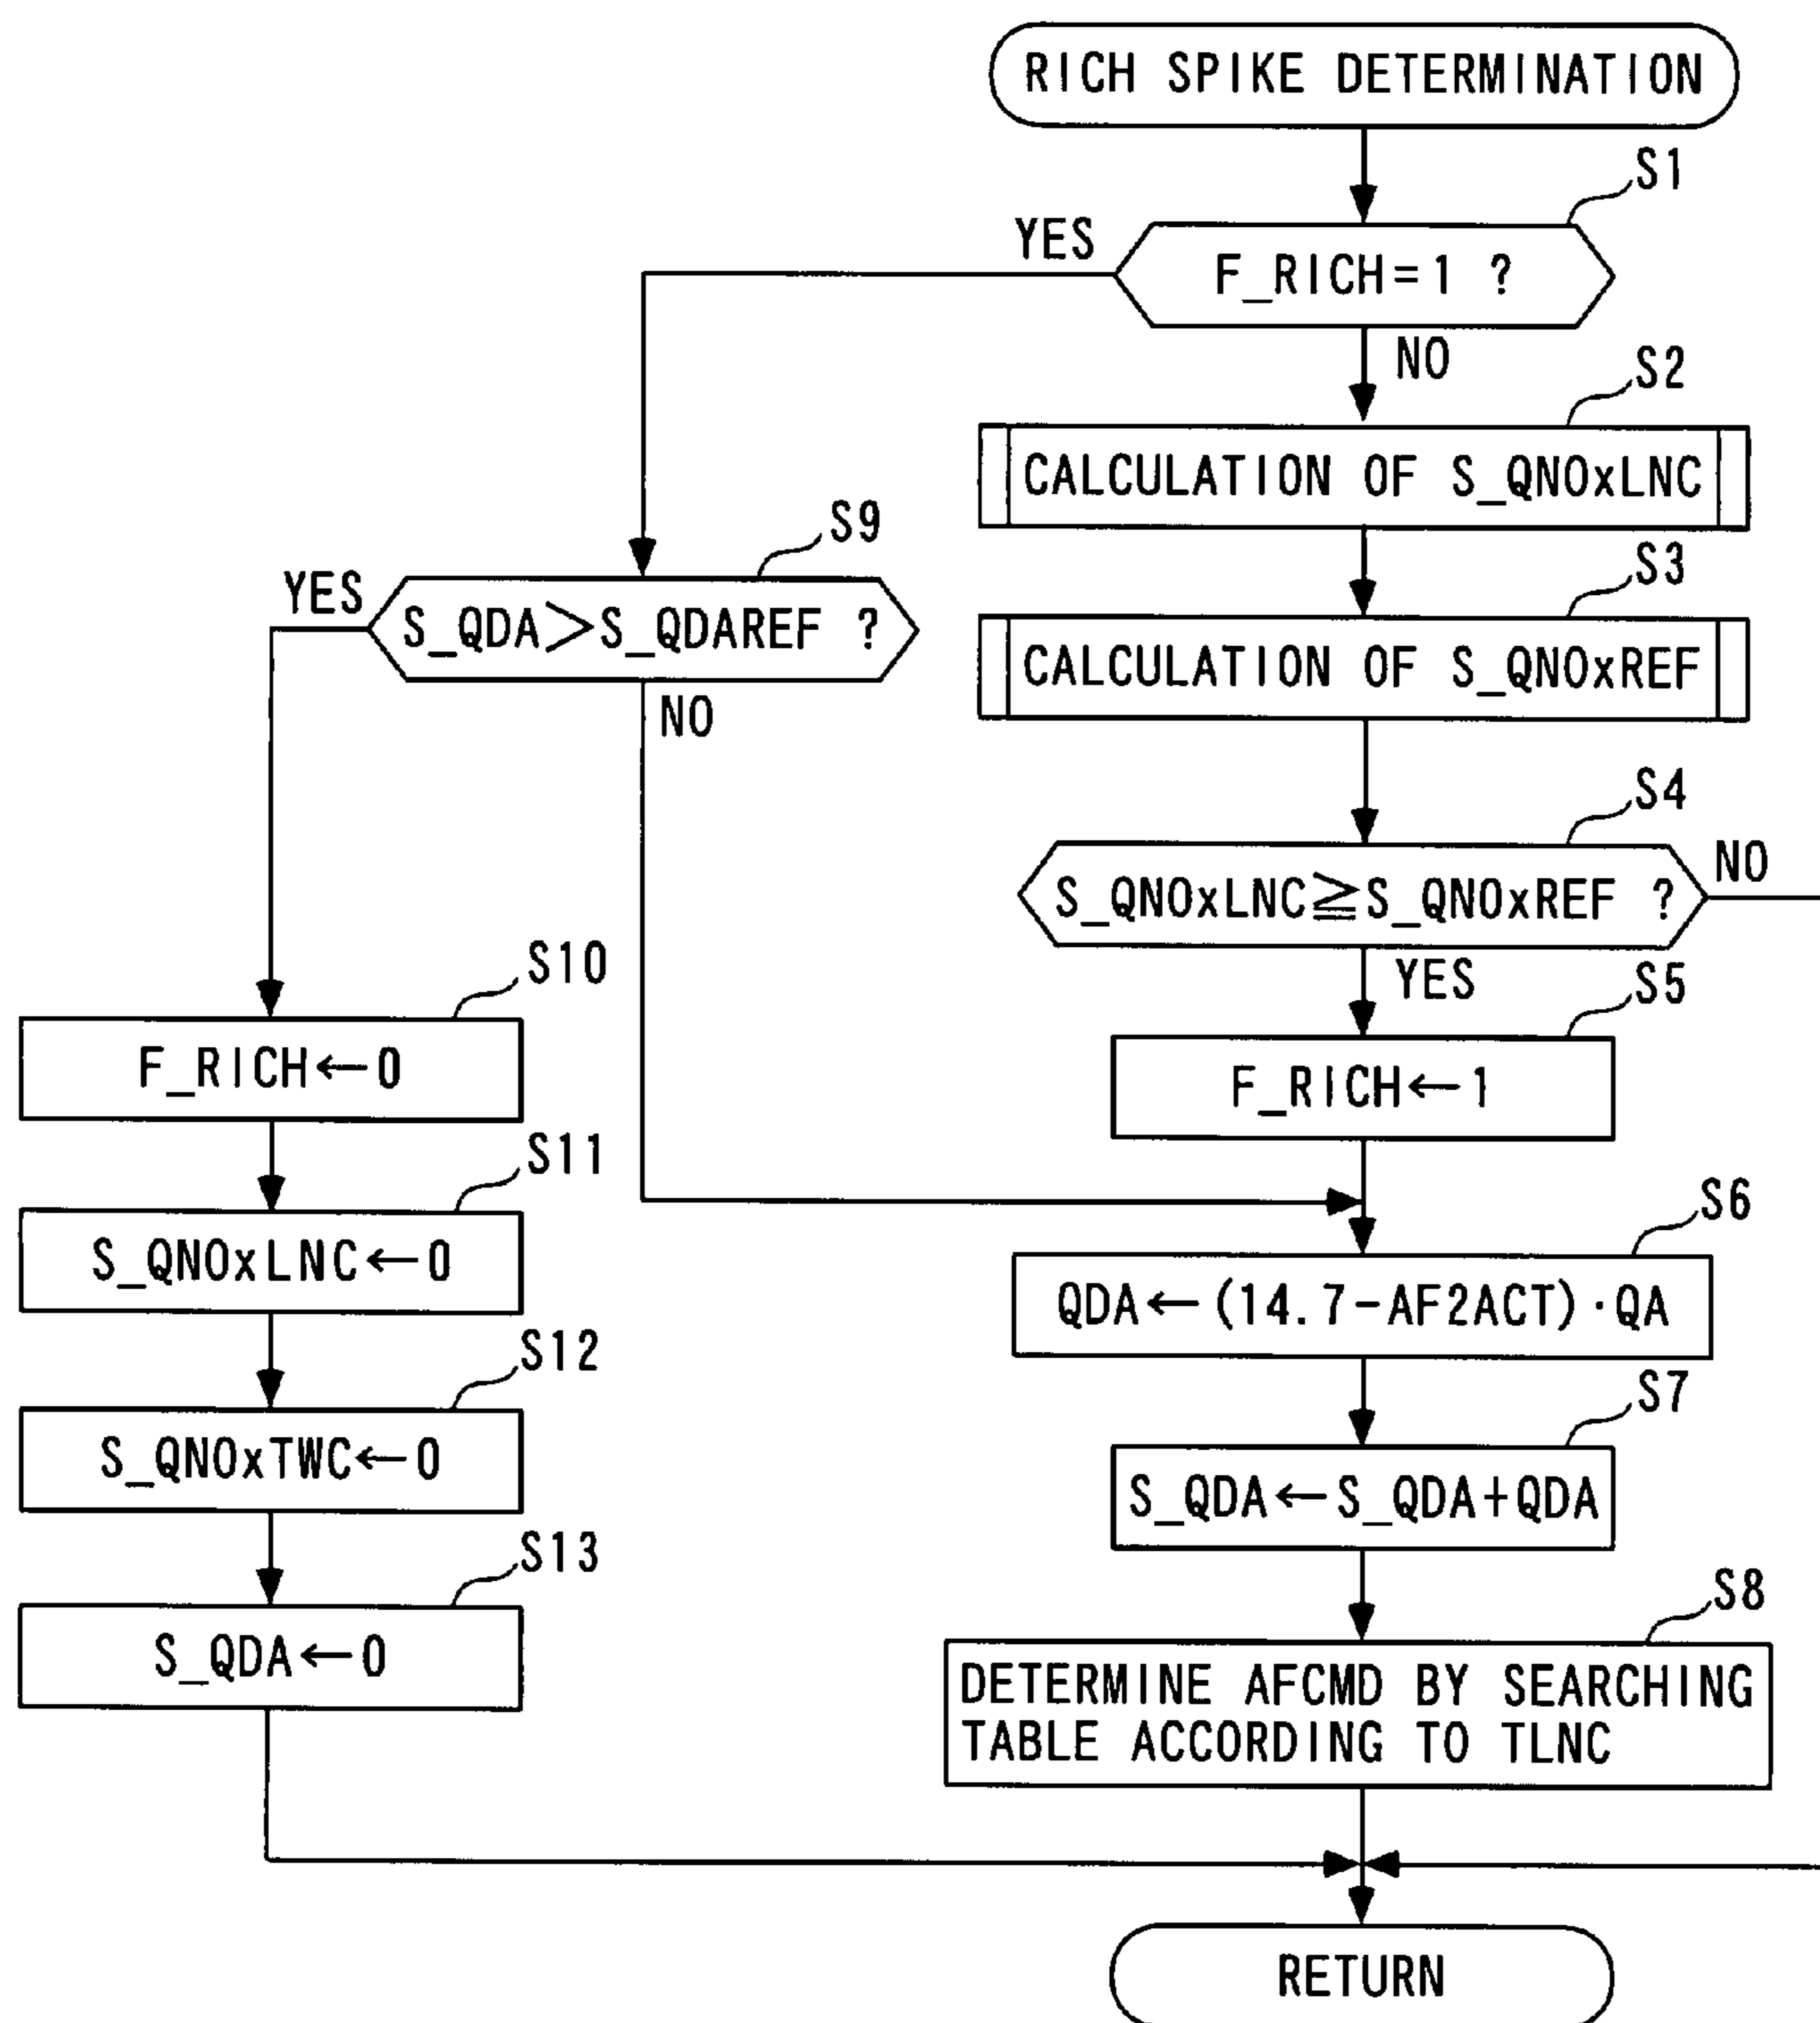 RICH SPIKE DETERMINATION
S1
YES
F_RICH=1 ?
NO
S2
CALCULATION OF S_QNOxLNC
S9
S3
YES
S_QDA>S_QDAREF ?
CALCULATION OF S_QNOxREF
NO
S4
NO
S_QNOxLNC≧S_QNOxREF ?
S10
YES
S5
F_RICH←0
F_RICH←1
S11
S6
S_QNOxLNC←0
QDA←(14.7-AF2ACT)·QA
S12
S7
S_QNOxTWC←0
S_QDA←S_QDA+QDA
S13
S8
S_QDA←0
DETERMINE AFCMD BY SEARCHING
TABLE ACCORDING TO TLNC
RETURN